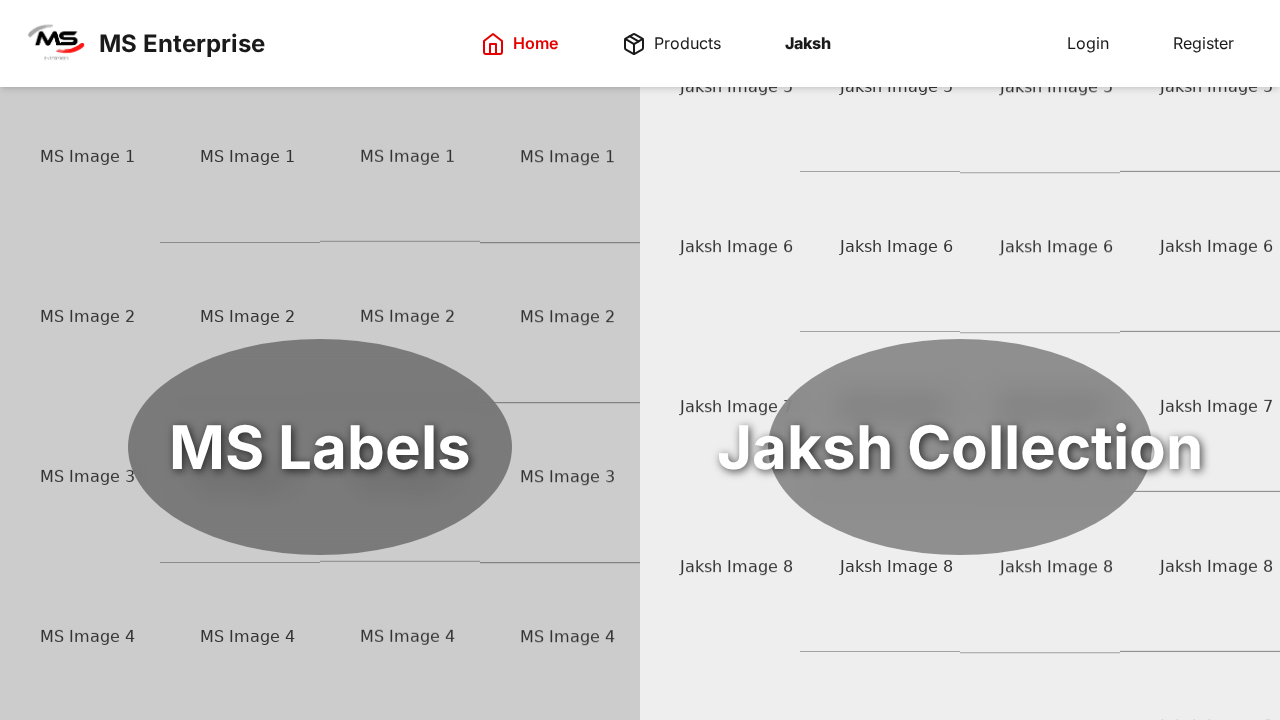 MS
MS Enterprise
Home
Products
Jaksh
Login
Register
MS Image 1 MS Image 1 MS Image 1 MS Image 1
MS Image 2 MS Image 2 MS Image 2 MS Image 2
MS Image 3 MS Image 3
MS Labels
MS Image 4 MS Image 4 MS Image 4 MS Image 4
Jaksh Image 5 Jaksh Image 5 Jaksh Image 5 Jaksh Image 5
Jaksh Image 6 Jaksh Image 6 Jaksh Image 6 Jaksh Image 6
Jaksh Image 7 Jaksh Image 7
Jaksh Collection
Jaksh Image 8 Jaksh Image 8 Jaksh Image 8 Jaksh Image 8